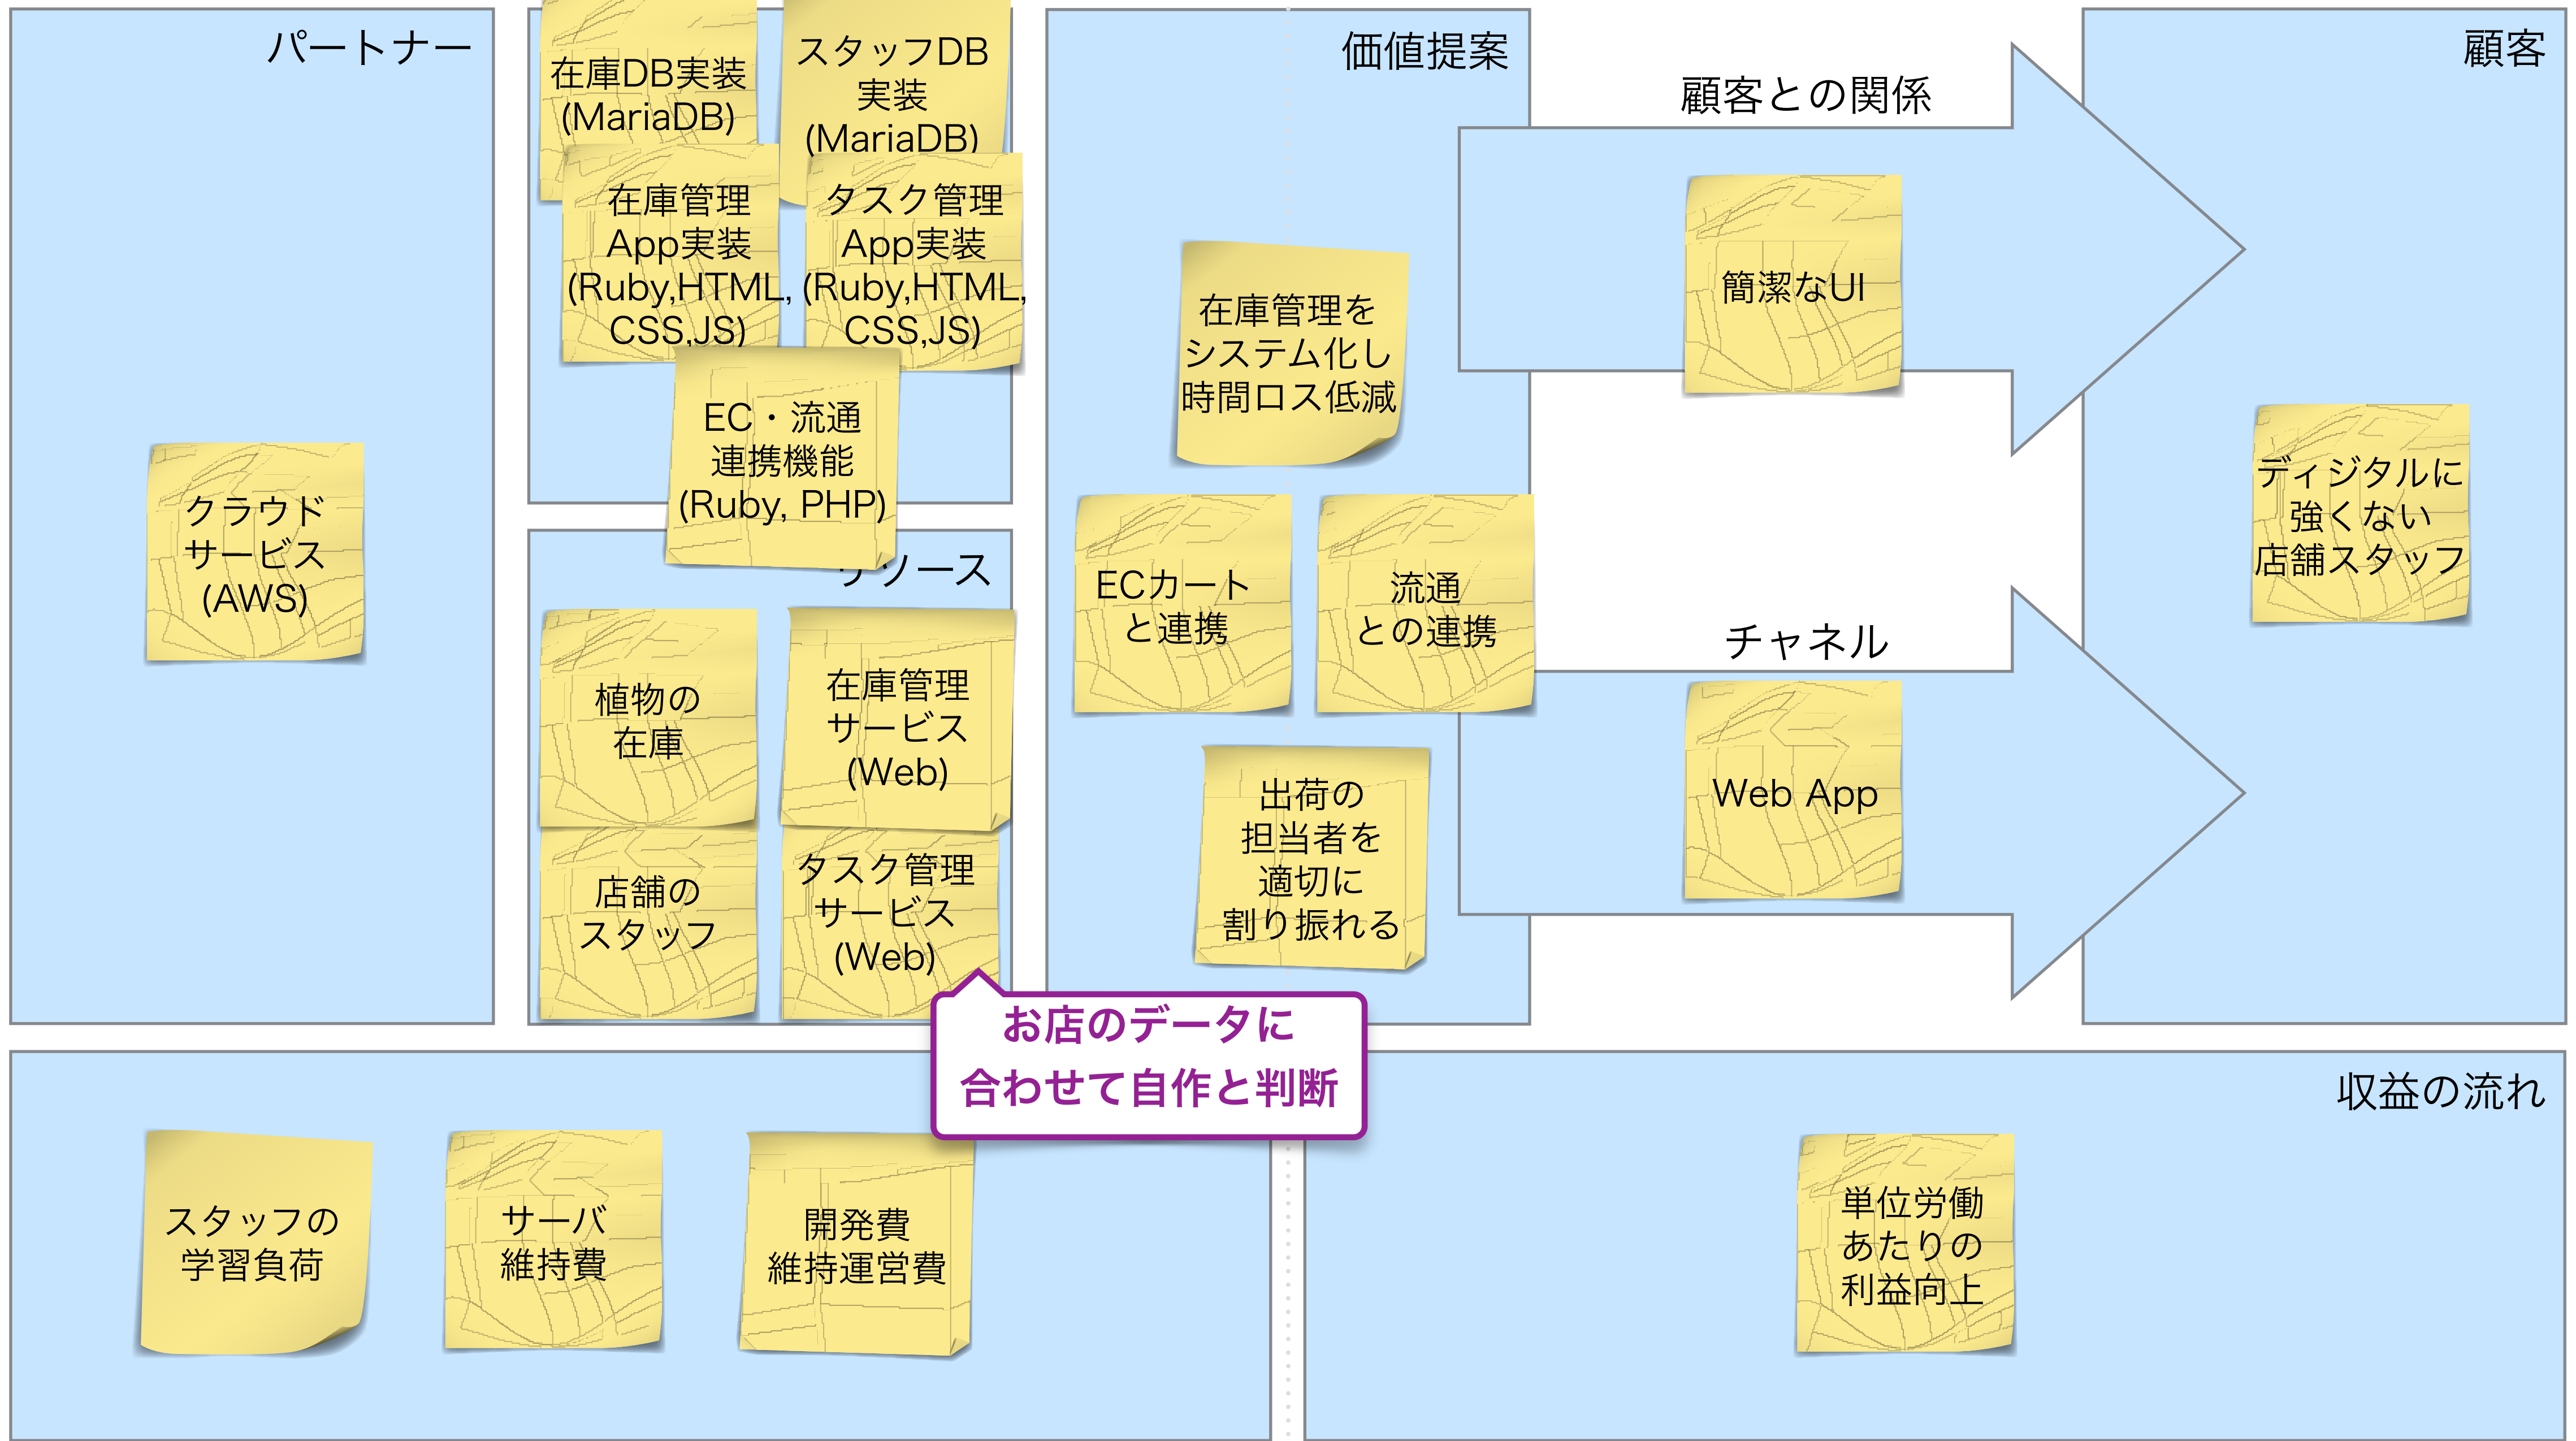 パートナー
在庫DB実装
(MariaDB)
スタッフDB
実装
(MariaDB)
在庫管理
App実装
(Ruby,HTML,
CSS,JS)
タスク管理
App実装
(Ruby,HTML,
CSS,JS)
EC・流通
連携機能
(Ruby, PHP)
クラウド
サービス
(AWS)
リソース
植物の
在庫
在庫管理
サービス
(Web)
店舗の
スタッフ
タスク管理
サービス
(Web)
お店のデータに
合わせて自作と判断
価値提案
在庫管理を
システム化し
時間ロス低減
ECカート
と連携
流通
との連携
出荷の
担当者を
適切に
割り振れる
顧客との関係
簡潔なUI
チャネル
Web App
顧客
ディジタルに
強くない
店舗スタッフ
スタッフの
学習負荷
サーバ
維持費
開発費
維持運営費
収益の流れ
単位労働
あたりの
利益向上